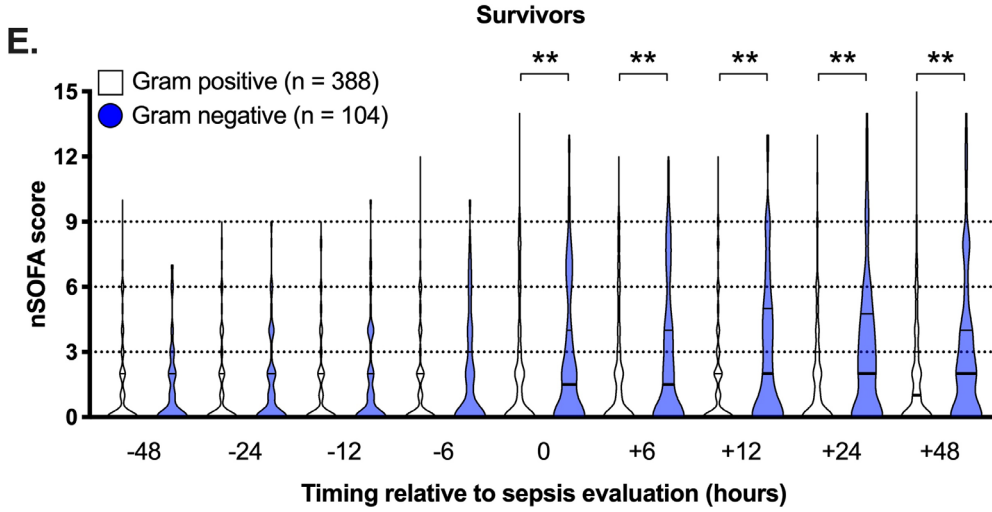 Survivors
E.
** ** ** ** **
Gram positive (n = 388)
Gram negative (n = 104)
15
12
9
6
3
0
nSOFA score
-48 -24 -12 -6 0 +6 +12 +24 +48
Timing relative to sepsis evaluation (hours)